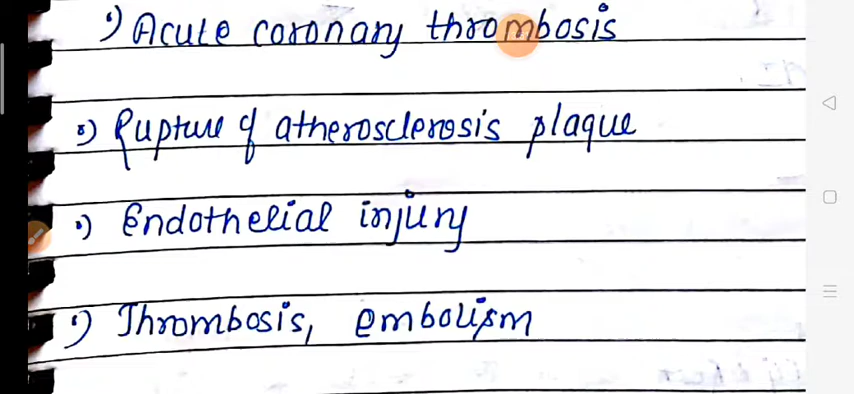 Acute coronary thrombosis
Rupture of atherosclerosis plaque
Endothelial injury
Thrombosis, embolism